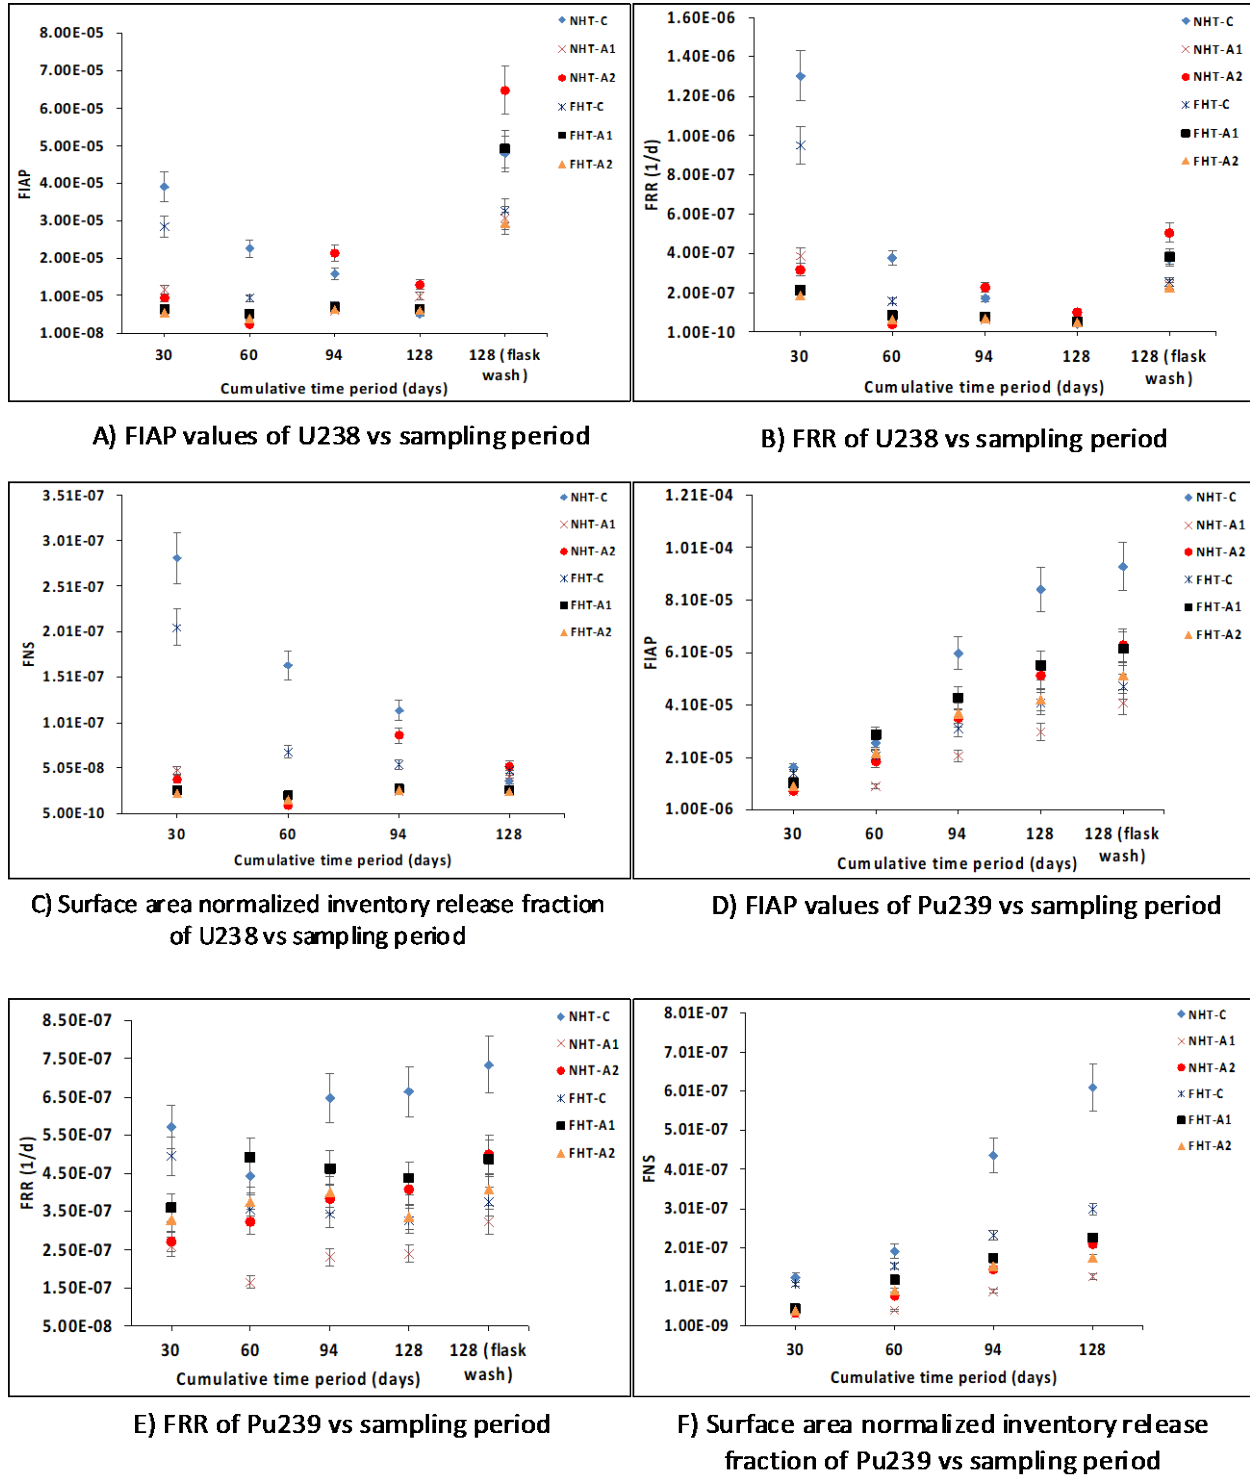 8.00E-05
7.00E-05
5.00E-05
3.00E-05
1.00E-05
1.00E-08
FIAP
30 60 94 128 128 (flask
wash)
Cumulative time period (days)
NHT-C
NHT-A1
NHT-A2
FHT-C
FHT-A1
FHT-A2
A) FIAP values of U238 vs sampling period
1.60E-06
1.20E-06
1.00E-06
8.00E-07
6.00E-07
4.00E-07
2.00E-07
1.00E-10
FRR (1/d)
30 60 94 128 128 (flask
wash)
Cumulative time period (days)
NHT-C
NHT-A1
NHT-A2
FHT-C
FHT-A1
FHT-A2
B) FRR of U238 vs sampling period
3.51E-07
3.01E-07
2.51E-07
2.01E-07
1.51E-07
1.01E-07
5.05E-08
5.00E-10
FNS
30 60 94 128
Cumulative time period (days)
NHT-C
NHT-A1
NHT-A2
FHT-C
FHT-A1
FHT-A2
C) Surface area normalized inventory release fraction
of U238 vs sampling period
1.21E-04
1.01E-04
8.10E-05
6.10E-05
4.10E-05
2.10E-05
1.00E-06
FIAP
30 60 94 128 128 (flask
wash)
Cumulative time period (days)
NHT-C
NHT-A1
NHT-A2
FHT-C
FHT-A1
FHT-A2
D) FIAP values of Pu239 vs sampling period
8.50E-07
7.50E-07
6.50E-07
5.50E-07
4.50E-07
3.50E-07
2.50E-07
1.50E-07
5.00E-08
FRR (1/d)
30 60 94 128 128 (flask
wash)
Cumulative time period (days)
NHT-C
NHT-A1
NHT-A2
FHT-C
FHT-A1
FHT-A2
E) FRR of Pu239 vs sampling period
8.01E-07
7.01E-07
6.01E-07
5.01E-07
4.01E-07
3.01E-07
2.01E-07
1.01E-07
1.00E-09
FNS
30 60 94 128
Cumulative time period (days)
NHT-C
NHT-A1
NHT-A2
FHT-C
FHT-A1
FHT-A2
F) Surface area normalized inventory release
fraction of Pu239 vs sampling period